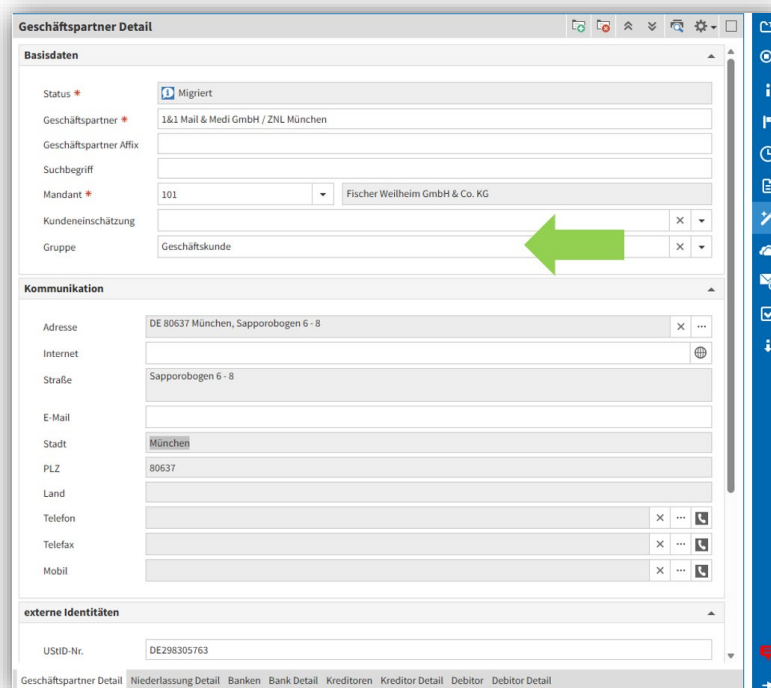 Geschäftspartner Detail
Basisdaten
Status * Migriert
Geschäftspartner * 1&1 Mail & Medi GmbH / ZNL München
Geschäftspartner Affix
Suchbegriff
Mandant * 101 Fischer Weilheim GmbH & Co. KG
Kundeneinschätzung
Gruppe Geschäftskunde
Kommunikation
Adresse DE 80637 München, Sapporobogen 6 - 8
Internet
Straße Sapporobogen 6 - 8
E-Mail
Stadt München
PLZ 80637
Land
Telefon
Telefax
Mobil
externe Identitäten
UStID-Nr. DE298305763
Geschäftspartner Detail Niederlassung Detail Banken Bank Detail Kreditoren Kreditor Detail Debitor Debitor Detail